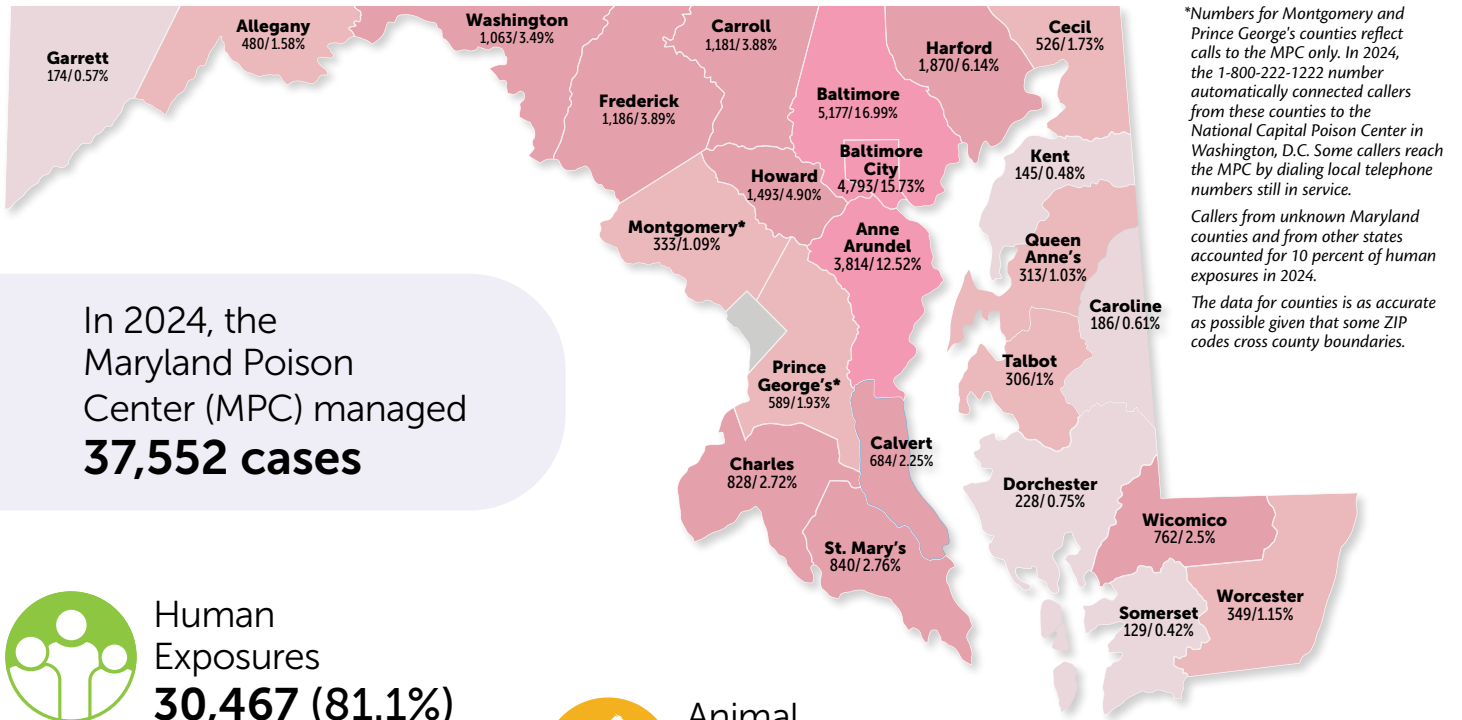 Garrett
174/0.57%
Allegany
480/1.58%
Washington
1,063/3.49%
Frederick
1,186/3.89%
Carroll
1,181/3.88%
Baltimore
5,177/16.99%
Baltimore
City
4,793/15.73%
Harford
1,870/6.14%
Cecil
526/1.73%
Howard
1,493/4.90%
Montgomery*
333/1.09%
Anne
Arundel
3,814/12.52%
Kent
145/0.48%
Queen
Anne's
313/1.03%
Caroline
186/0.61%
Talbot
306/1%
Prince
George's*
589/1.93%
Calvert
684/2.25%
Charles
828/2.72%
St. Mary's
840/2.76%
Dorchester
228/0.75%
Wicomico
762/2.5%
Somerset
129/0.42%
Worcester
349/1.15%
*Numbers for Montgomery and
Prince George's counties reflect
calls to the MPC only. In 2024,
the 1-800-222-1222 number
automatically connected callers
from these counties to the
National Capital Poison Center in
Washington, D.C. Some callers reach
the MPC by dialing local telephone
numbers still in service.
Callers from unknown Maryland
counties and from other states
accounted for 10 percent of human
exposures in 2024.
The data for counties is as accurate
as possible given that some ZIP
codes cross county boundaries.
In 2024, the
Maryland Poison
Center (MPC) managed
37,552 cases
Human
Exposures
30,467 (81.1%)
Animal